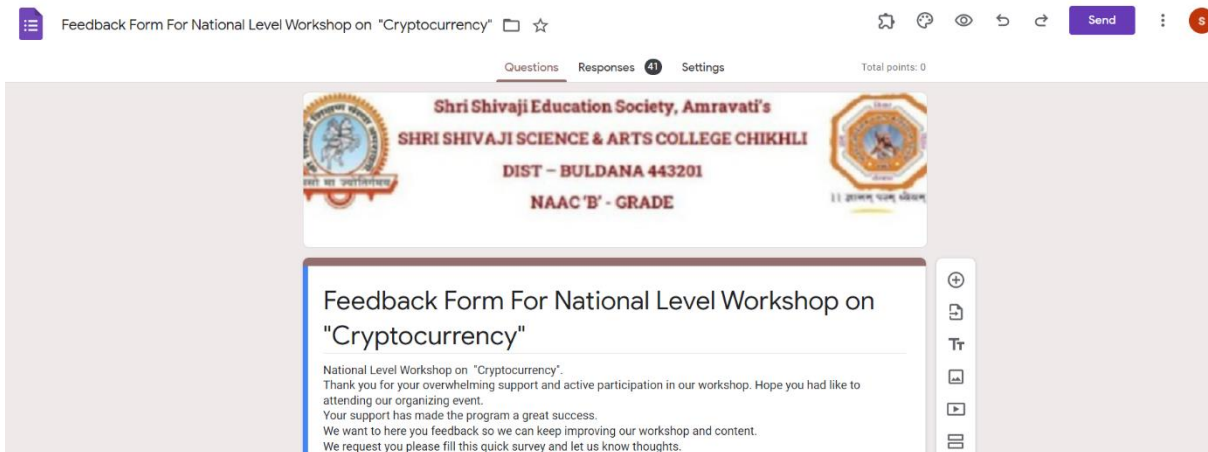 Feedback Form For National Level Workshop on "Cryptocurrency"
Send
S
Questions Responses 41 Settings
Total points: 0
Shri Shivaji Education Society, Amravati's
SHRI SHIVAJI SCIENCE & ARTS COLLEGE CHIKHLI
DIST – BULDANA 443201
NAAC 'B' - GRADE
Feedback Form For National Level Workshop on
"Cryptocurrency"
National Level Workshop on "Cryptocurrency".
Thank you for your overwhelming support and active participation in our workshop. Hope you had like to
attending our organizing event.
Your support has made the program a great success.
We want to here you feedback so we can keep improving our workshop and content.
We request you please fill this quick survey and let us know thoughts.